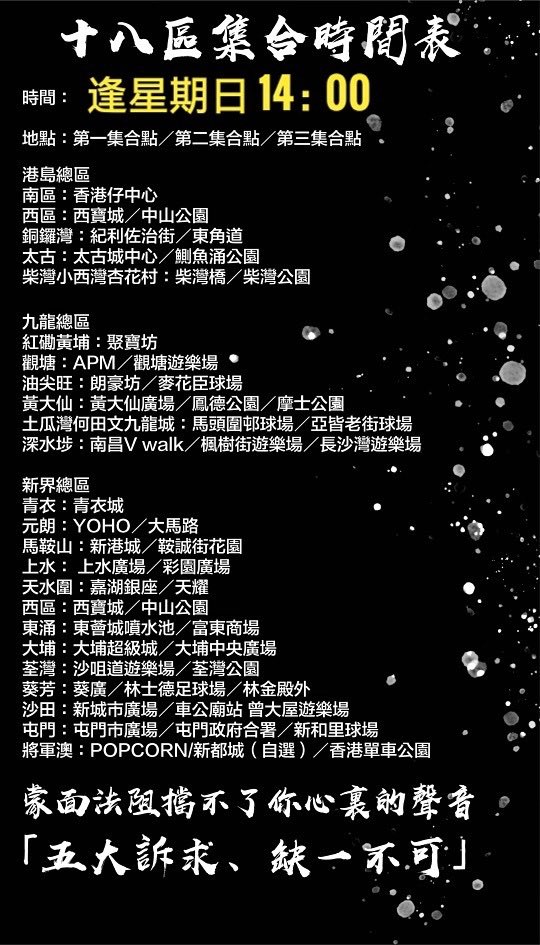 十八區集合時間表
時間：逢星期日14：00
地點：第一集合點／第二集合點／第三集合點
港島總區
南區：香港仔中心
西區：西寶城／中山公園
銅鑼灣：紀利佐治街／東角道
太古：太古城中心／鰂魚涌公園
柴灣小西灣杏花村：柴灣橋／柴灣公園
九龍總區
紅磡黃埔：聚寶坊
觀塘：APM／觀塘遊樂場
油尖旺：朗豪坊／麥花臣球場
黃大仙：黃大仙廣場／鳳德公園／摩士公園
土瓜灣何田文九龍城：馬頭圍邨球場／亞皆老街球場
深水埗：南昌V walk／楓樹街遊樂場／長沙灣遊樂場
新界總區
青衣：青衣城
元朗：YOHO／大馬路
馬鞍山：新港城／鞍誠街花園
上水： 上水廣場／彩園廣場
天水圍：嘉湖銀座／天耀
西區：西寶城／中山公園
東涌：東薈城噴水池／富東商場
大埔：大埔超級城／大埔中央廣場
荃灣：沙咀道遊樂場／荃灣公園
葵芳：葵廣／林士德足球場／林金殿外
沙田：新城市廣場／車公廟站 曾大屋遊樂場
屯門：屯門市廣場／屯門政府合署／新和里球場
將軍澳：POPCORN/新都城（自選）／香港單車公園
蒙面法阻擋不了你心裏的聲音
「五大訴求、缺一不可」